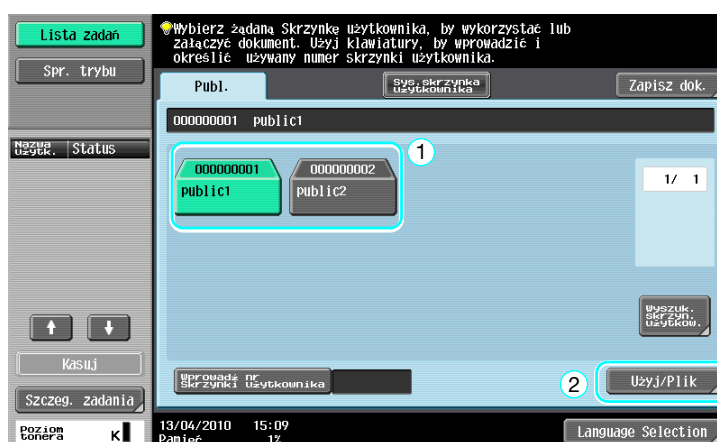 Lista zadań
Spr. trybu
Nazwa użytk.
Status
Kasuj
Szczeg. zadania
Poziom tonera
K
Wybierz żądaną Skrzynkę użytkownika, by wykorzystać lub
załączyć dokument. Użyj klawiatury, by wprowadzić i
określić używany numer skrzynki użytkownika.
Publ.
Sys.skrzynka
użytkownika
Zapisz dok.
000000001 public1
1
000000001
public1
000000002
public2
1/ 1
Wyszuk.
skrzyn.
użytkow.
Wprowadź nr
Skrzynki Użytkownika
2
Użyj/Plik
13/04/2010 15:09
Pamięć 1%
Language Selection